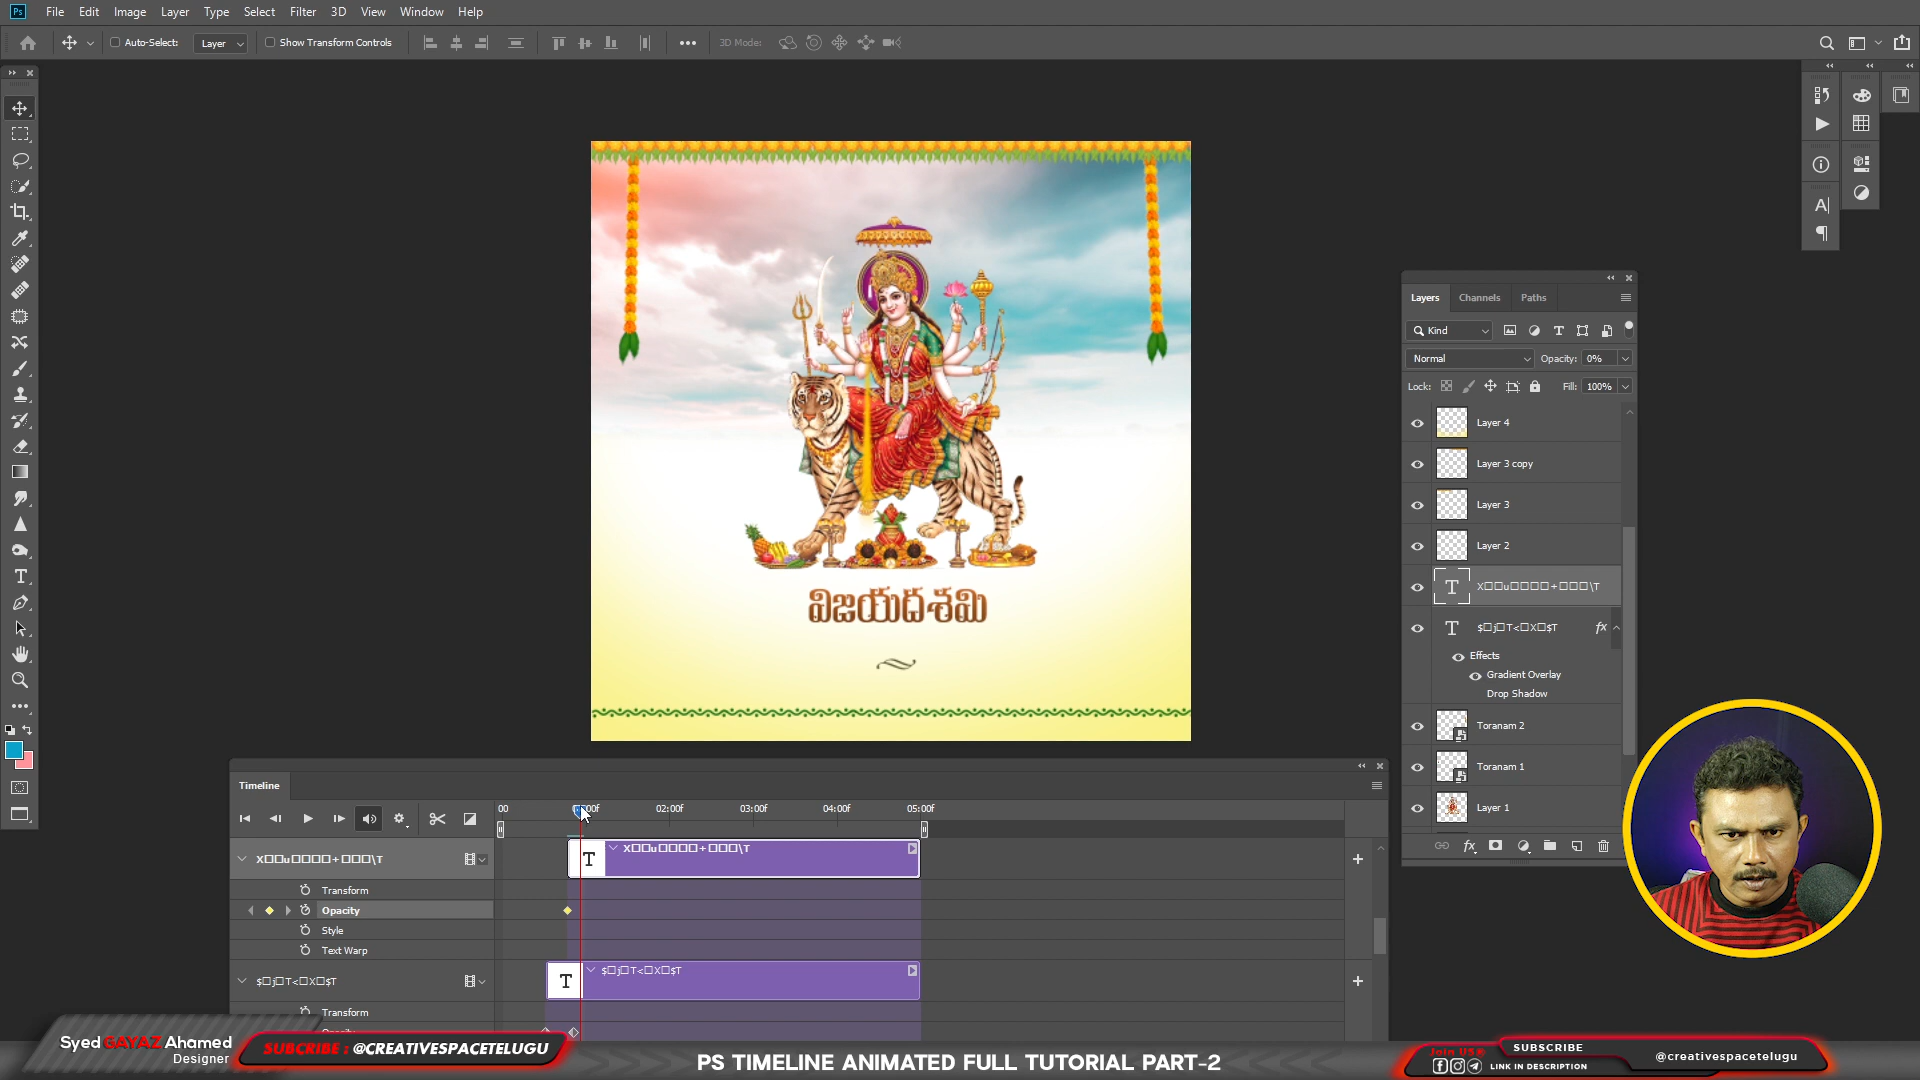 Ps File Edit Image Layer Type Select Filter 3D View Window Help
Auto-Select: Layer Show Transform Controls 3D Mode:
Layers Channels Paths
Kind
Normal Opacity: 0%
Lock: Fill: 100%
Layer 4
Layer 3 copy
Layer 3
Layer 2
X□□u□□□□+□□□\T
$□j□T<□X□$T fx
Effects
Gradient Overlay
Drop Shadow
Toranam 2
Toranam 1
Layer 1
విజయదశమి
Timeline
00 01:00f 02:00f 03:00f 04:00f 05:00f
X□□u□□□□+□□□\T
T X□□u□□□□+□□□\T
Transform
Opacity
Style
Text Warp
$□j□T<□X□$T
T $□j□T<□X□$T
Transform
Syed GAYAZ Ahamed
Designer
SUBCRIBE : @CREATIVESPACETELUGU
PS TIMELINE ANIMATED FULL TUTORIAL PART-2
Join US
SUBSCRIBE
LINK IN DESCRIPTION
@creativespacetelugu